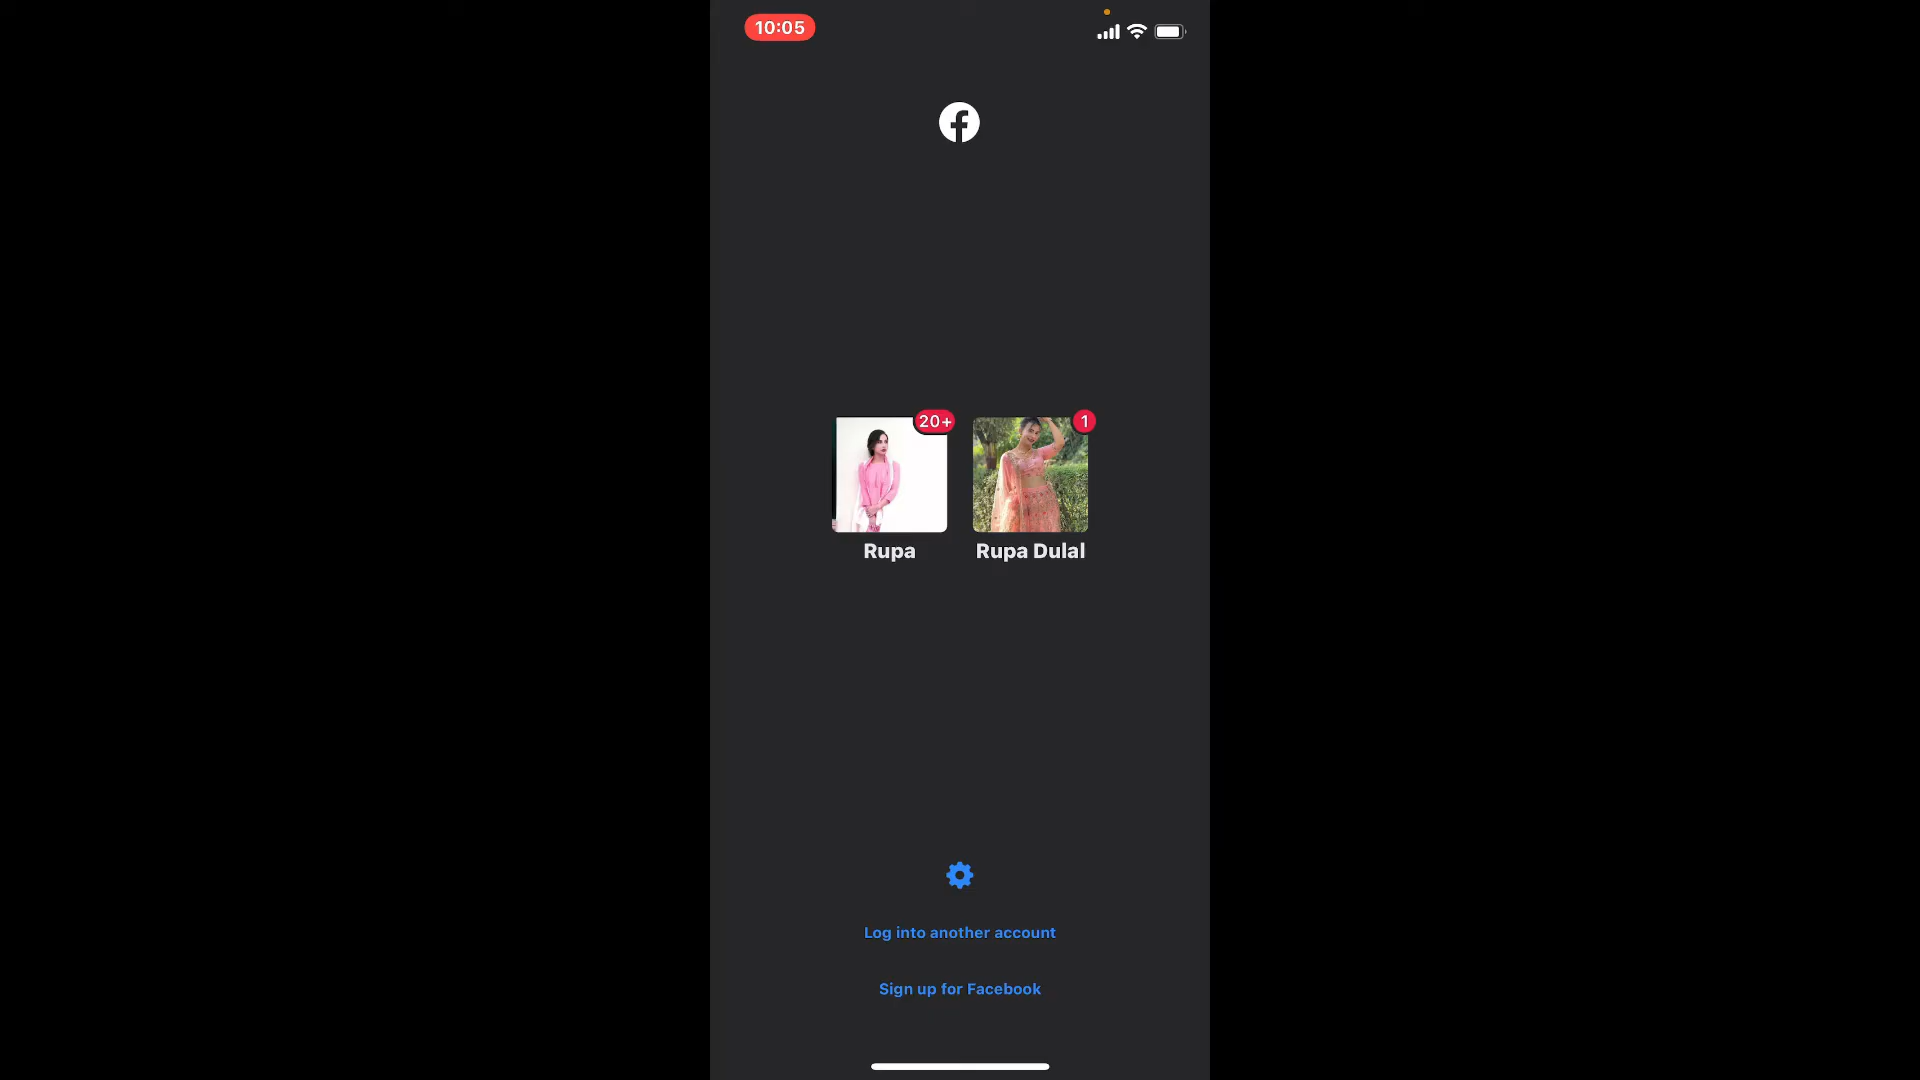 10:05
20+
1
Rupa
Rupa Dulal
Log into another account
Sign up for Facebook